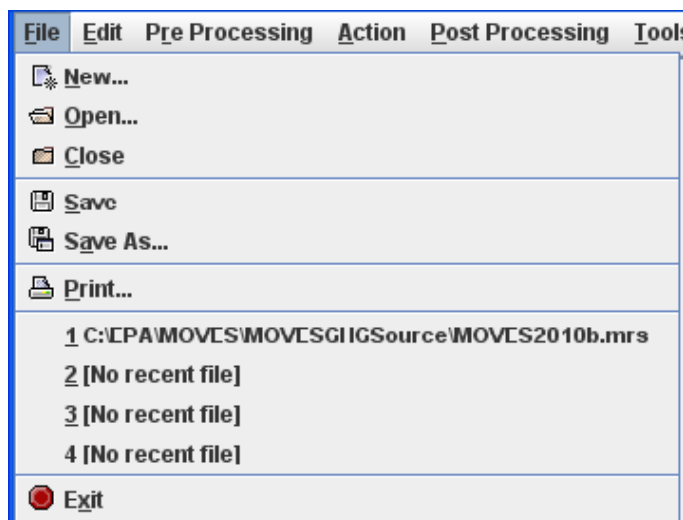 File Edit Pre Processing Action Post Processing Tools
New...
Open...
Close
Save
Save As...
Print...
1 C:\EPA\MOVES\MOVESGHGSource\MOVES2010b.mrs
2 [No recent file]
3 [No recent file]
4 [No recent file]
Exit